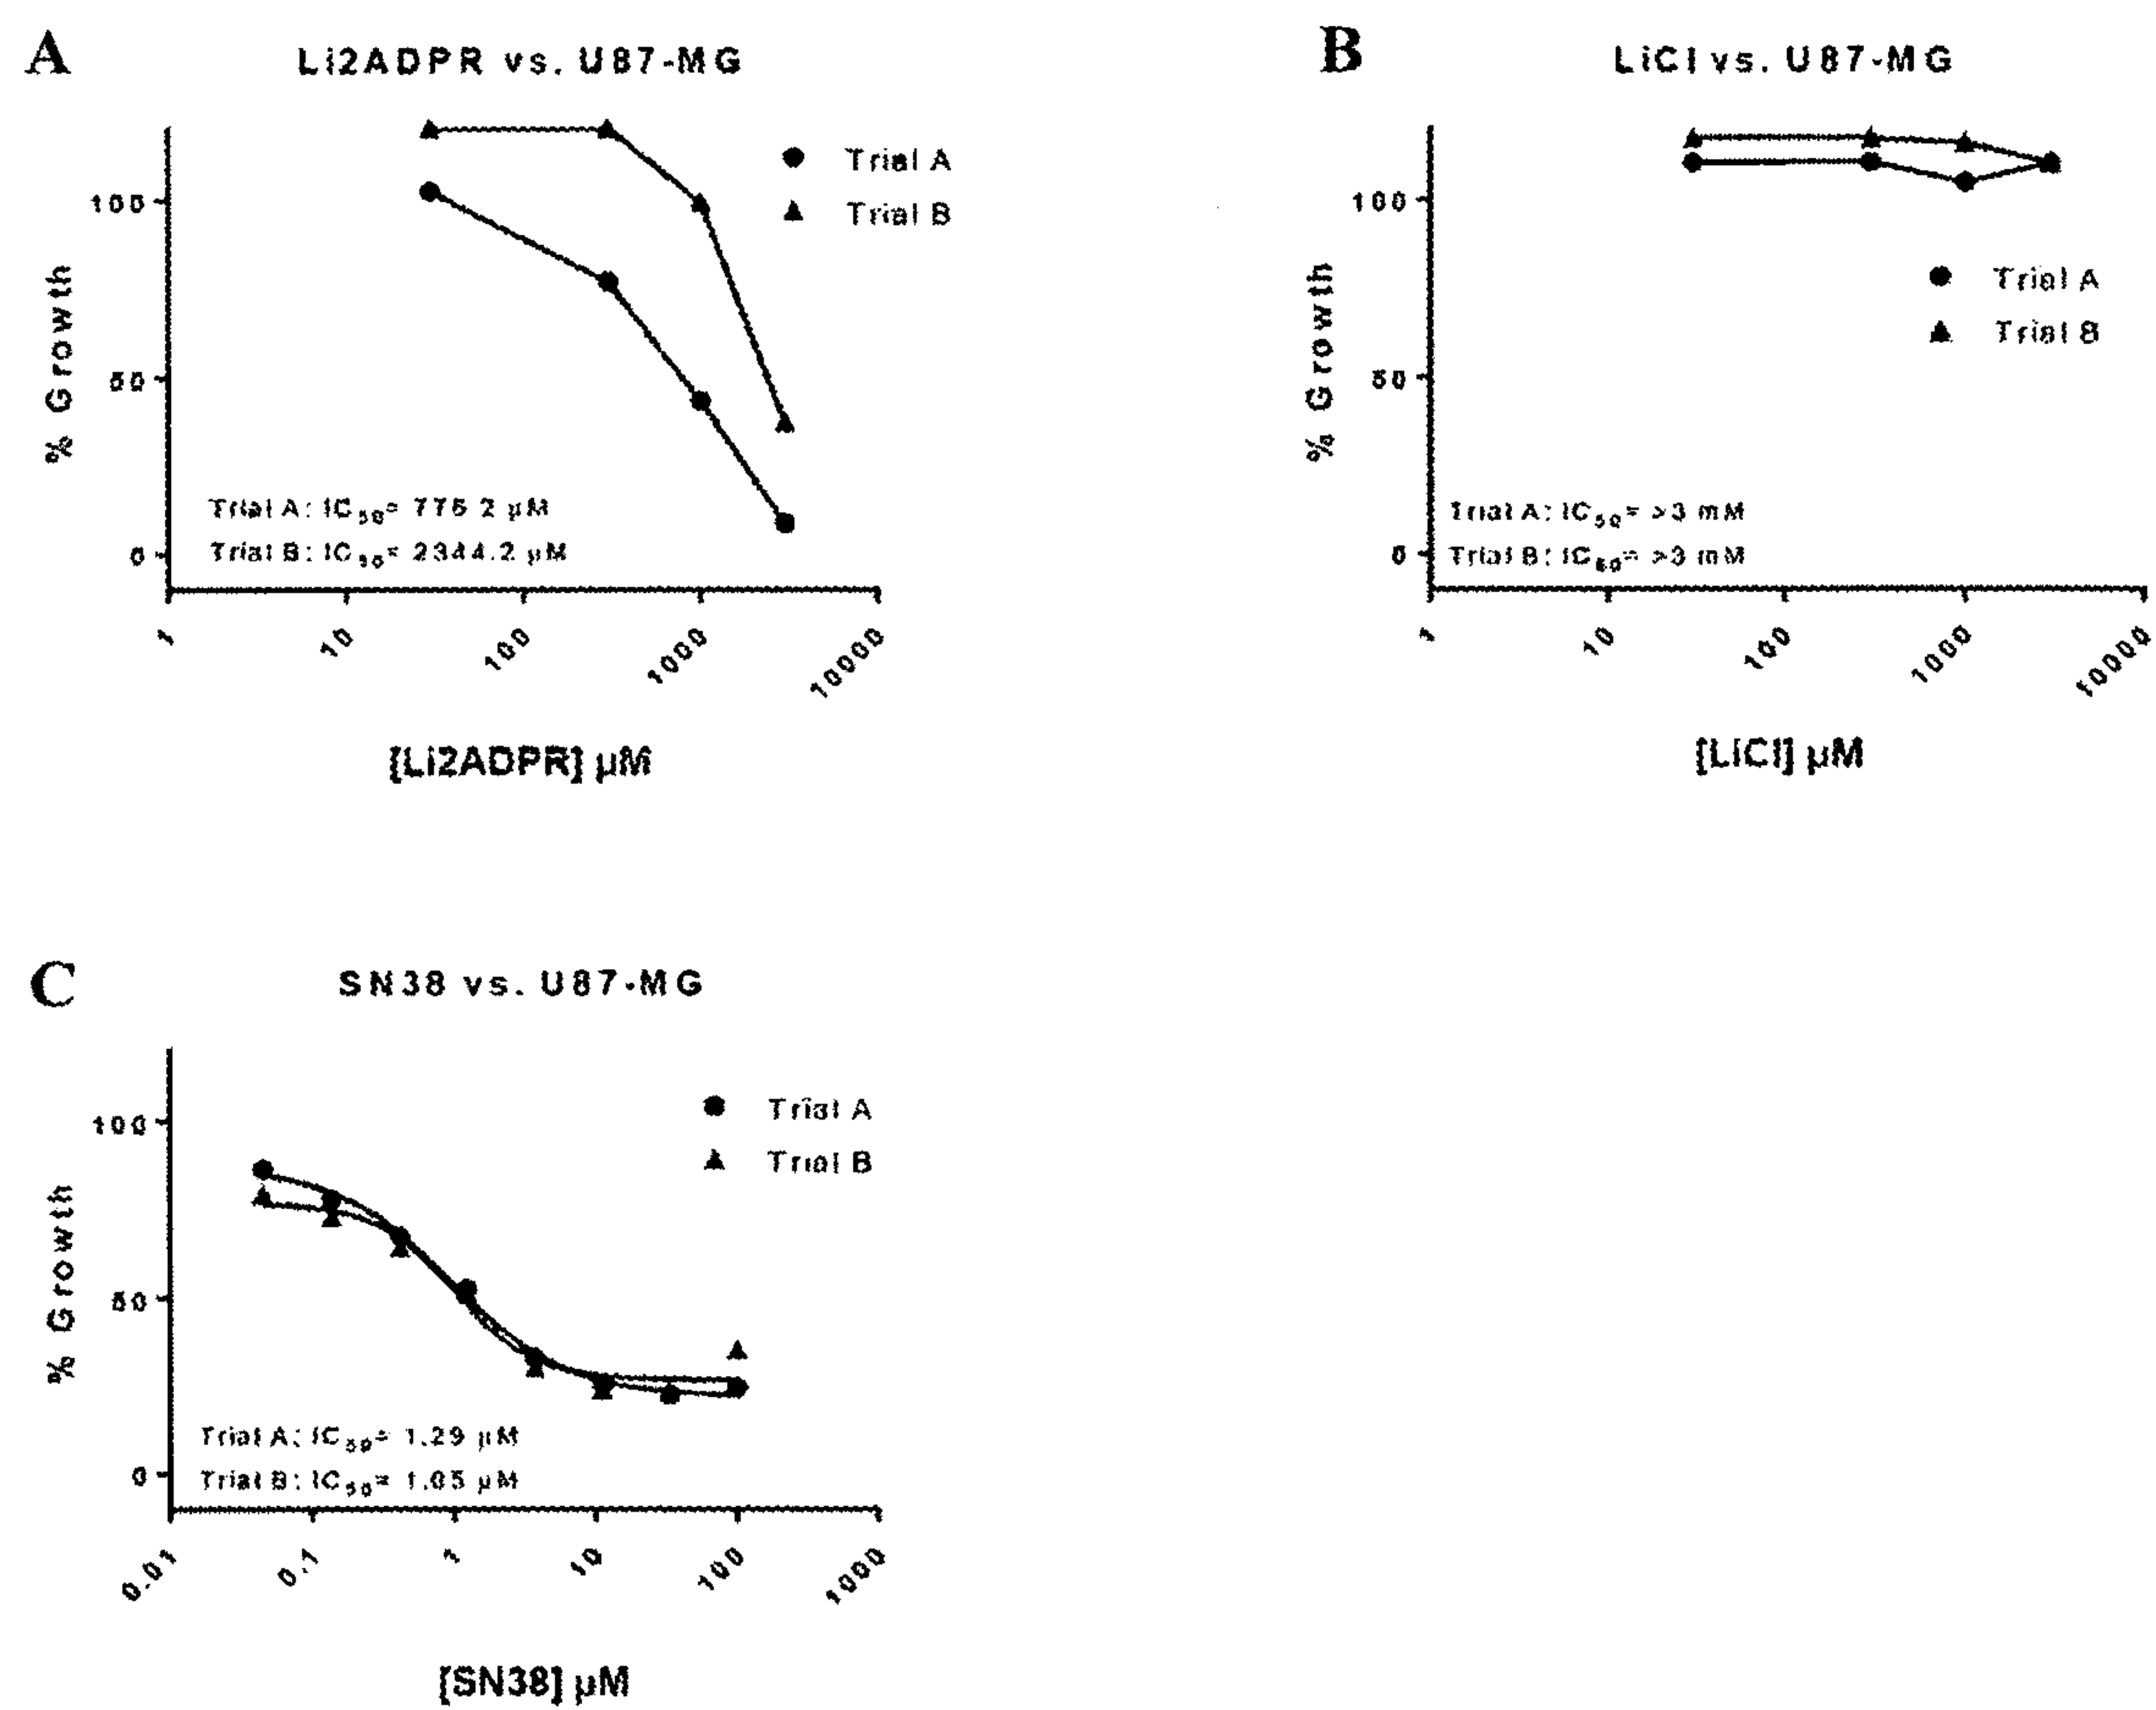 A
Li2ADPR vs. U87-MG
Trial A
Trial B
100
50
0
% Growth
Trial A: IC50= 776.2 µM
Trial B: IC50= 2344.2 µM
1
10
100
1000
10000
[Li2ADPR] µM
B
LiCl vs. U87-MG
100
50
0
% Growth
Trial A
Trial B
Trial A: IC50= >3 mM
Trial B: IC50= >3 mM
1
10
100
1000
10000
[LiCl] µM
C
SN38 vs. U87-MG
Trial A
Trial B
100
50
0
% Growth
Trial A: IC50= 1.29 µM
Trial B: IC50= 1.05 µM
0.01
0.1
1
10
100
1000
[SN38] µM